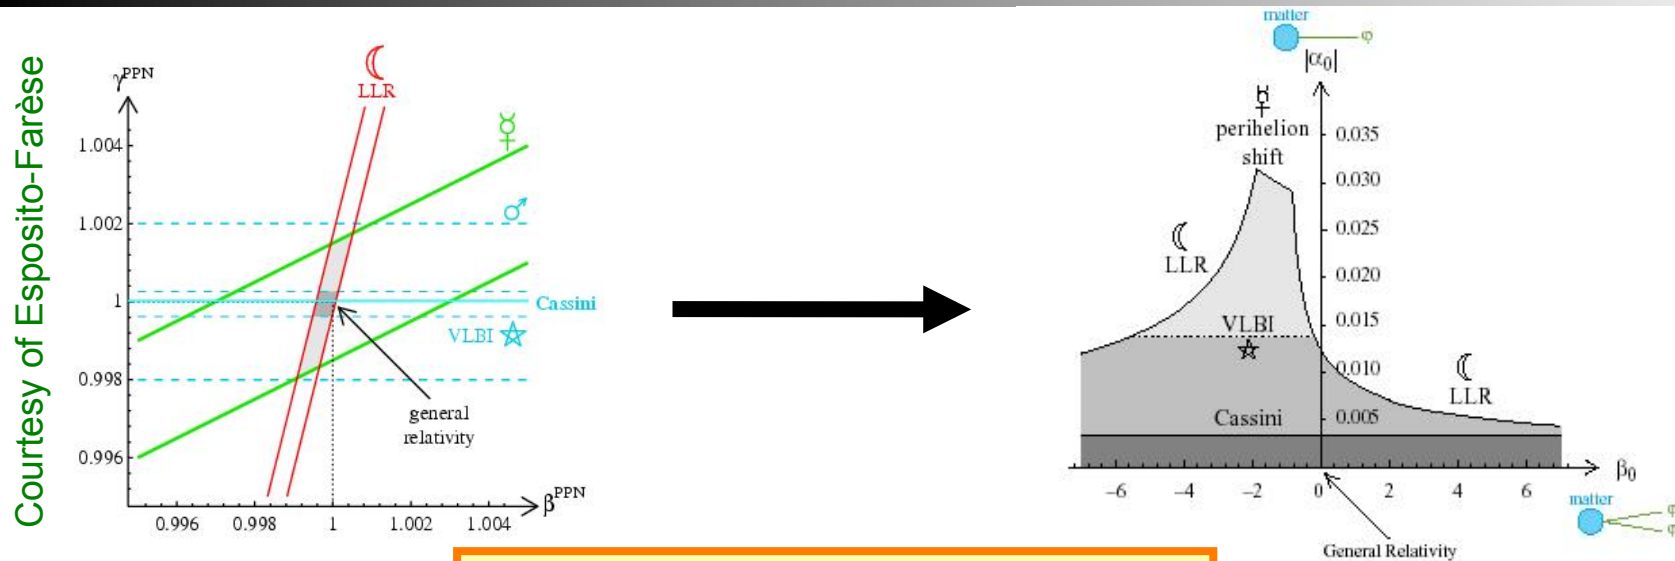 Courtesy of Esposito-Farèse
γPPN
LLR
1.004
1.002
1
0.998
0.996
Cassini
VLBI
general
relativity
0.996 0.998 1 1.002 1.004
βPPN
matter
φ
|α0|
perihelion
shift
0.035
0.030
0.025
0.020
0.015
0.010
0.005
LLR
VLBI
LLR
Cassini
−6 −4 −2 0 2 4 6
β0
General Relativity
matter
φ
φ